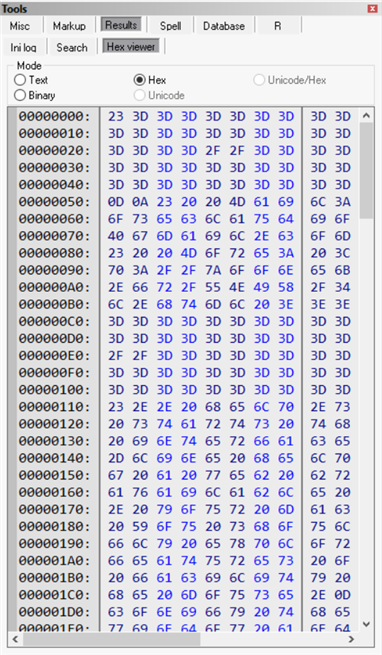 Tools
Misc Markup Results Spell Database R
Ini log Search Hex viewer
Mode
Text Hex Unicode/Hex
Binary Unicode
00000000: 23 3D 3D 3D 3D 3D 3D 3D 3D 3D
00000010: 3D 3D 3D 3D 3D 3D 3D 3D 3D 3D
00000020: 3D 3D 3D 3D 2F 2F 3D 3D 3D 3D
00000030: 3D 3D 3D 3D 3D 3D 3D 3D 3D 3D
00000040: 3D 3D 3D 3D 3D 3D 3D 3D 3D 3D
00000050: 0D 0A 23 20 20 4D 61 69 6C 3A
00000060: 6F 73 65 63 6C 61 75 64 69 6F
00000070: 40 67 6D 61 69 6C 2E 63 6F 6D
00000080: 23 20 20 4D 6F 72 65 3A 20 3C
00000090: 70 3A 2F 2F 7A 6F 6F 6E 65 6B
000000A0: 2E 66 72 2F 55 4E 49 58 2F 34
000000B0: 6C 2E 68 74 6D 6C 20 3E 3E 3E
000000C0: 3D 3D 3D 3D 3D 3D 3D 3D 3D 3D
000000D0: 3D 3D 3D 3D 3D 3D 3D 3D 3D 3D
000000E0: 2F 2F 3D 3D 3D 3D 3D 3D 3D 3D
000000F0: 3D 3D 3D 3D 3D 3D 3D 3D 3D 3D
00000100: 3D 3D 3D 3D 3D 3D 3D 3D 3D 3D
00000110: 23 2E 2E 20 68 65 6C 70 2E 73
00000120: 20 73 74 61 72 74 73 20 74 68
00000130: 20 69 6E 74 65 72 66 61 63 65
00000140: 2D 6C 69 6E 65 20 68 65 6C 70
00000150: 67 20 61 20 77 65 62 20 62 72
00000160: 61 76 61 69 6C 61 62 6C 65 20
00000170: 2E 20 79 6F 75 72 20 6D 61 63
00000180: 20 59 6F 75 20 73 68 6F 75 6C
00000190: 66 6C 79 20 65 78 70 6C 6F 72
000001A0: 66 65 61 74 75 72 65 73 20 6F
000001B0: 20 66 61 63 69 6C 69 74 79 20
000001C0: 68 65 20 6D 6F 75 73 65 2E 0D
000001D0: 63 6F 6E 69 66 79 20 74 68 65
000001E0: 77 69 6E 64 6F 77 20 61 6E 64